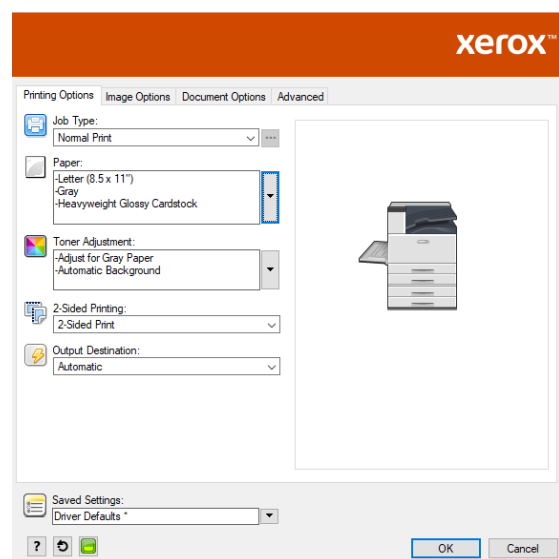 xerox™
Printing Options Image Options Document Options Advanced
Job Type:
Normal Print
Paper:
-Letter (8.5 x 11")
-Gray
-Heavyweight Glossy Cardstock
Toner Adjustment:
-Adjust for Gray Paper
-Automatic Background
2-Sided Printing:
2-Sided Print
Output Destination:
Automatic
Saved Settings:
Driver Defaults *
?
OK Cancel